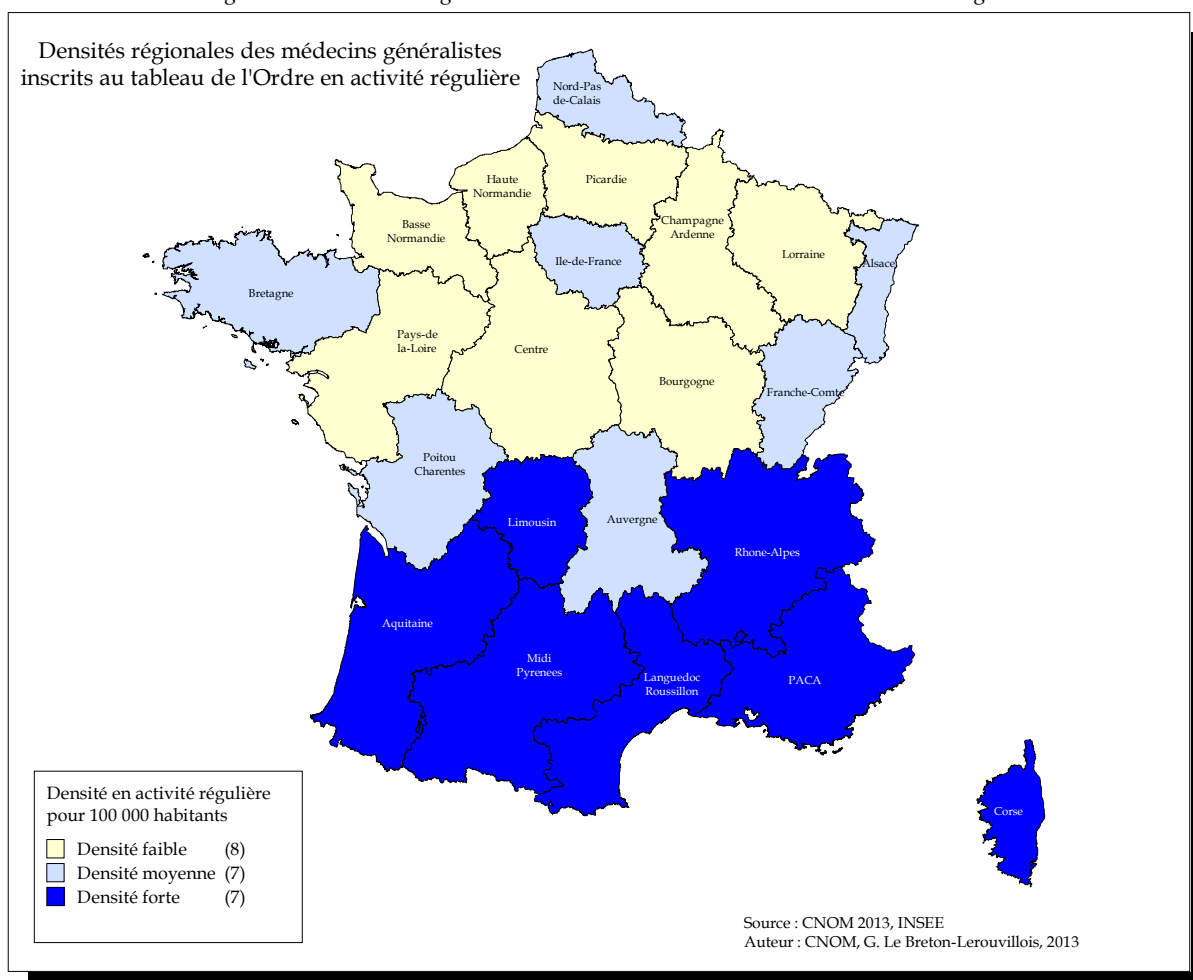 Densités régionales des médecins généralistes
inscrits au tableau de l'Ordre en activité régulière
Nord-Pas
de-Calais
Haute
Normandie
Picardie
Basse
Normandie
Champagne
Ardenne
Ile-de-France
Lorraine
Alsace
Bretagne
Pays-de
la-Loire
Centre
Bourgogne
Franche-Comte
Poitou
Charentes
Limousin
Auvergne
Rhone-Alpes
Aquitaine
Midi
Pyrenees
Languedoc
Roussillon
PACA
Corse
Densité en activité régulière
pour 100 000 habitants
Densité faible (8)
Densité moyenne (7)
Densité forte (7)
Source : CNOM 2013, INSEE
Auteur : CNOM, G. Le Breton-Lerouvillois, 2013